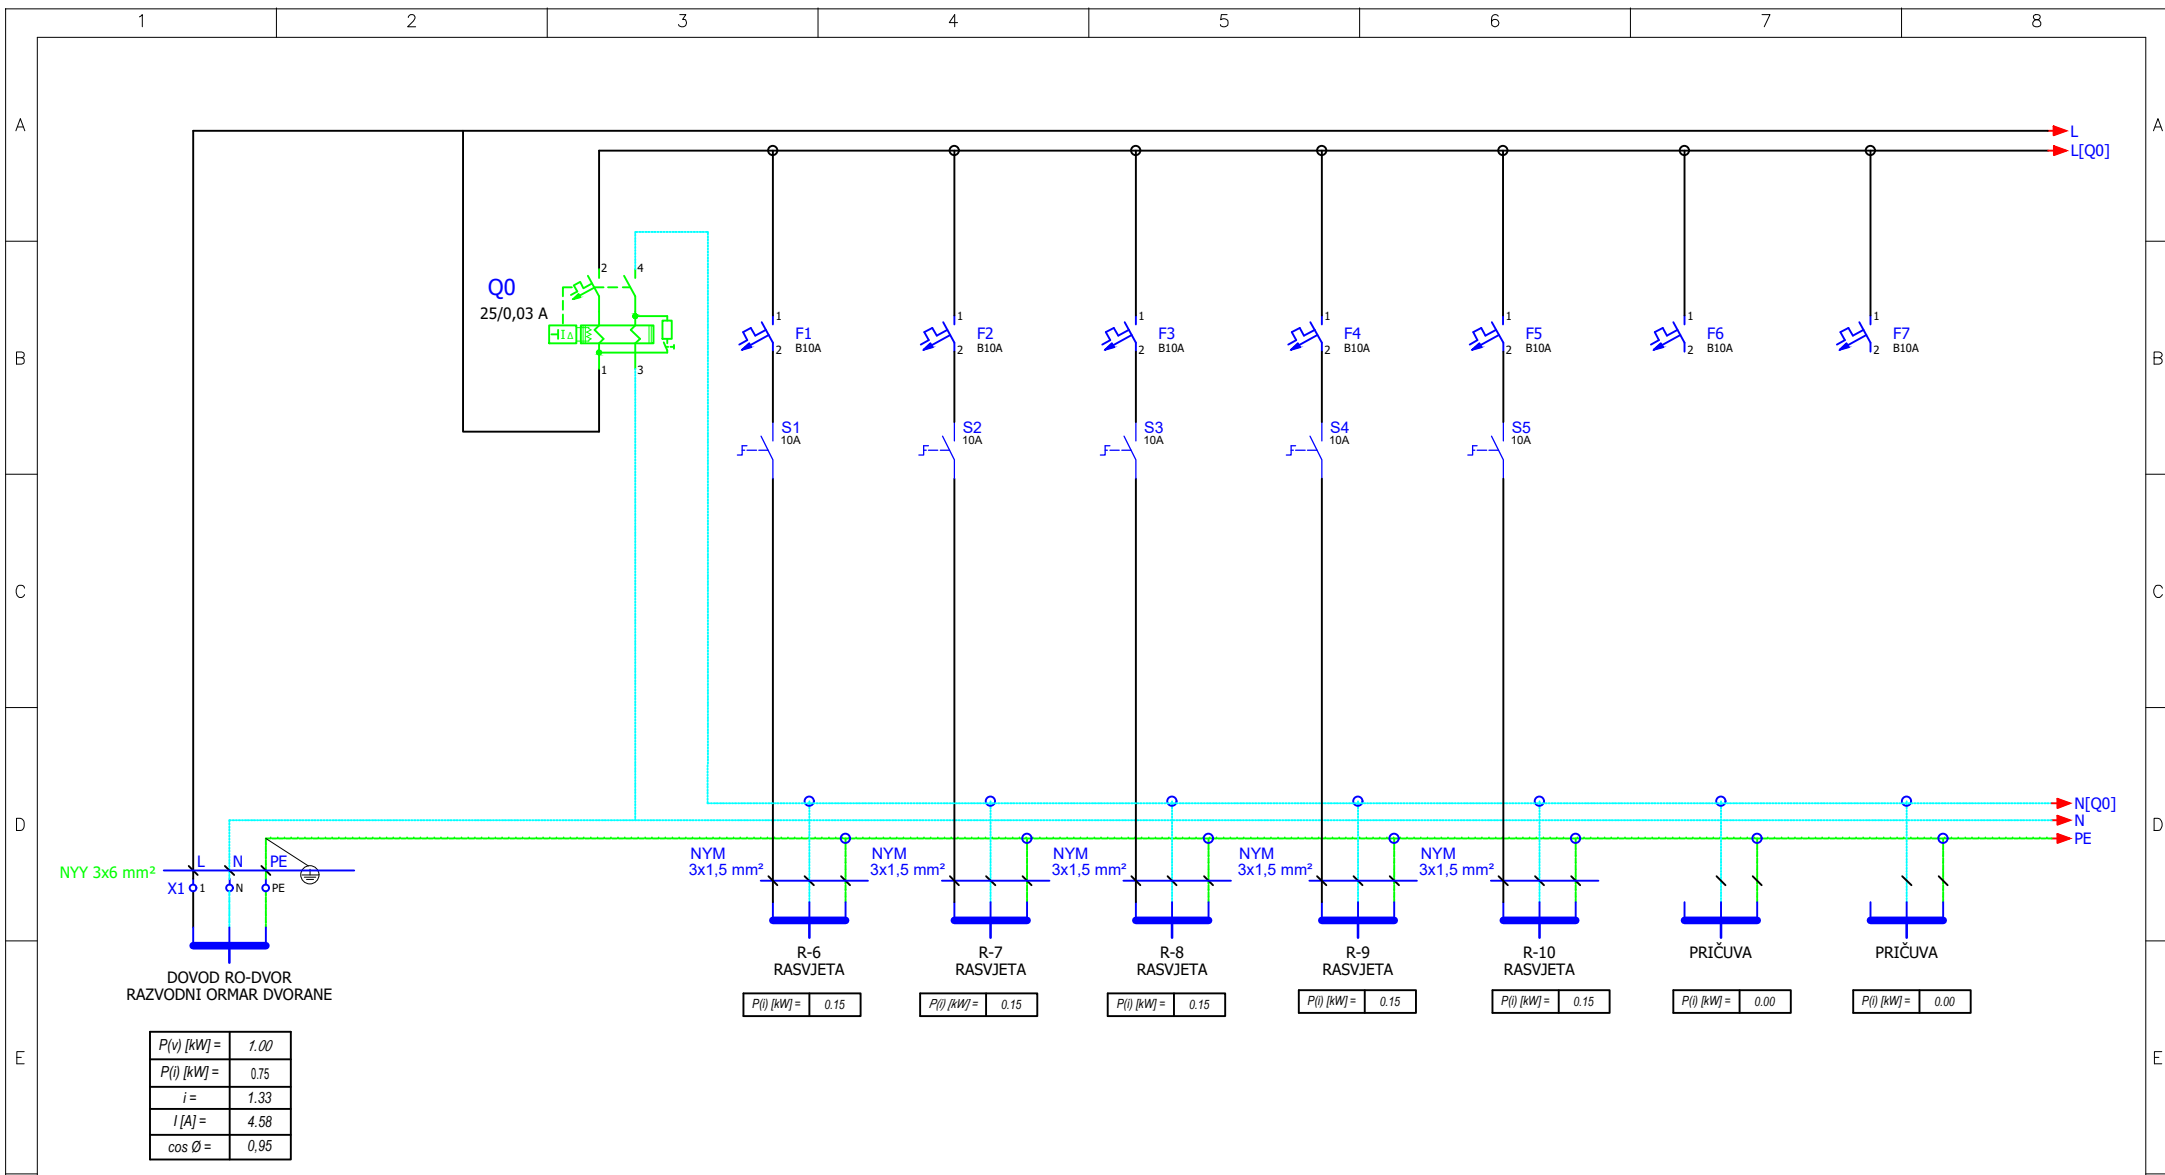 1 2 3 4 5 6 7 8
A A
L
L[Q0]
Q0
25/0,03 A
2 4
1 3
B B
1 F1 B10A 2
1 F2 B10A 2
1 F3 B10A 2
1 F4 B10A 2
1 F5 B10A 2
1 F6 B10A 2
1 F7 B10A 2
S1 10A
S2 10A
S3 10A
S4 10A
S5 10A
C C
N[Q0]
N
PE
D D
L N PE
NYY 3x6 mm²
X1 1 N PE
NYM
3x1,5 mm²
NYM
3x1,5 mm²
NYM
3x1,5 mm²
NYM
3x1,5 mm²
NYM
3x1,5 mm²
DOVOD RO-DVOR
RAZVODNI ORMAR DVORANE
R-6
RASVJETA
R-7
RASVJETA
R-8
RASVJETA
R-9
RASVJETA
R-10
RASVJETA
PRIČUVA
PRIČUVA
P(i) [kW] = 0.15
P(i) [kW] = 0.15
P(i) [kW] = 0.15
P(i) [kW] = 0.15
P(i) [kW] = 0.15
P(i) [kW] = 0.00
P(i) [kW] = 0.00
E E
P(v) [kW] = 1.00
P(i) [kW] = 0.75
i = 1.33
I [A] = 4.58
cos Ø = 0,95